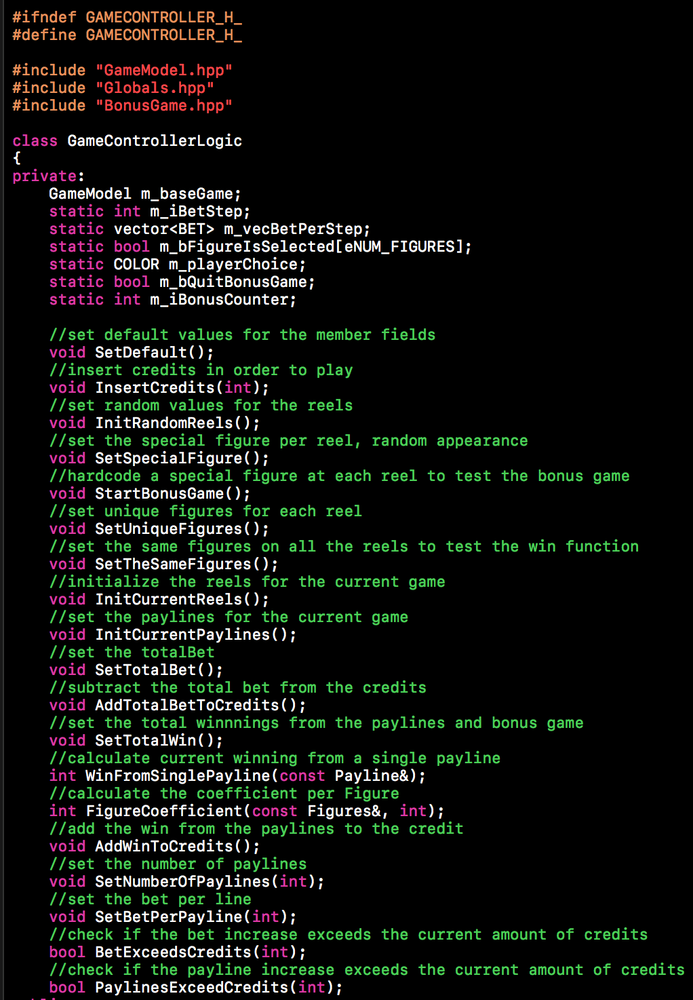 #ifndef GAMECONTROLLER_H_
#define GAMECONTROLLER_H_

#include "GameModel.hpp"
#include "Globals.hpp"
#include "BonusGame.hpp"

class GameControllerLogic
{
private:
    GameModel m_baseGame;
    static int m_iBetStep;
    static vector<BET> m_vecBetPerStep;
    static bool m_bFigureIsSelected[eNUM_FIGURES];
    static COLOR m_playerChoice;
    static bool m_bQuitBonusGame;
    static int m_iBonusCounter;

    //set default values for the member fields
    void SetDefault();
    //insert credits in order to play
    void InsertCredits(int);
    //set random values for the reels
    void InitRandomReels();
    //set the special figure per reel, random appearance
    void SetSpecialFigure();
    //hardcode a special figure at each reel to test the bonus game
    void StartBonusGame();
    //set unique figures for each reel
    void SetUniqueFigures();
    //set the same figures on all the reels to test the win function
    void SetTheSameFigures();
    //initialize the reels for the current game
    void InitCurrentReels();
    //set the paylines for the current game
    void InitCurrentPaylines();
    //set the totalBet
    void SetTotalBet();
    //subtract the total bet from the credits
    void AddTotalBetToCredits();
    //set the total winnnings from the paylines and bonus game
    void SetTotalWin();
    //calculate current winning from a single payline
    int WinFromSinglePayline(const Payline&);
    //calculate the coefficient per Figure
    int FigureCoefficient(const Figures&, int);
    //add the win from the paylines to the credit
    void AddWinToCredits();
    //set the number of paylines
    void SetNumberOfPaylines(int);
    //set the bet per line
    void SetBetPerPayline(int);
    //check if the bet increase exceeds the current amount of credits
    bool BetExceedsCredits(int);
    //check if the payline increase exceeds the current amount of credits
    bool PaylinesExceedCredits(int);